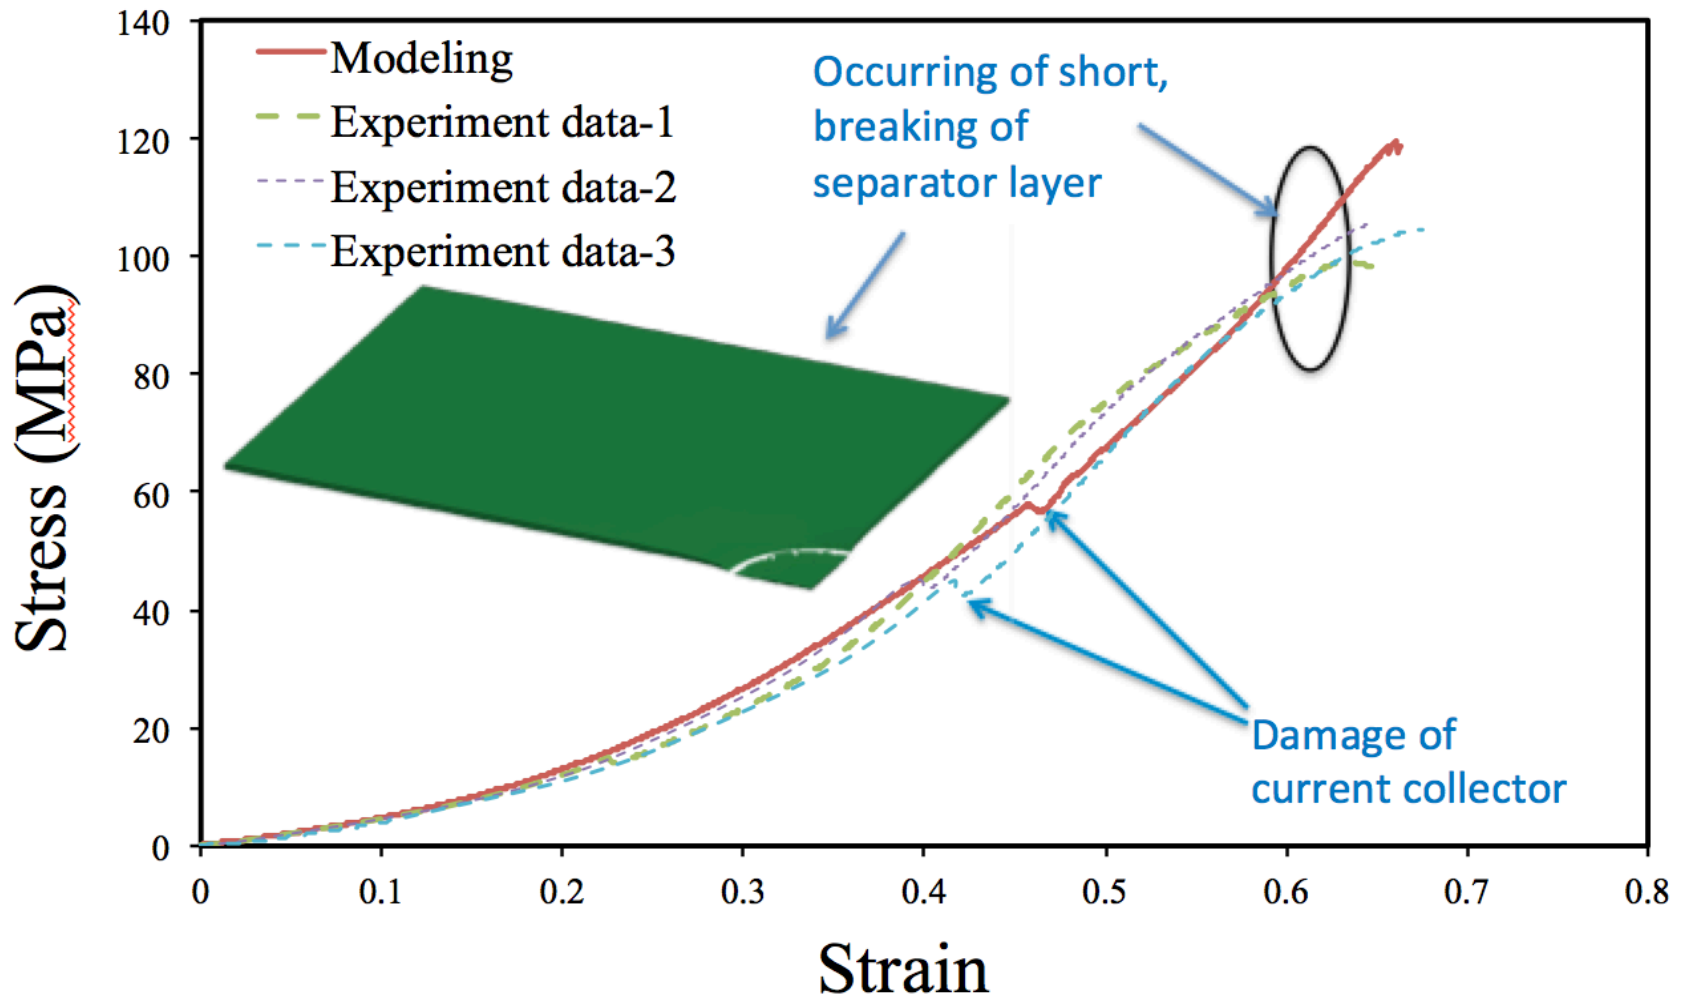 140
120
100
80
60
40
20
0
Stress (MPa)
Modeling
Experiment data-1
Experiment data-2
Experiment data-3
Occurring of short,
breaking of
separator layer
Damage of
current collector
0 0.1 0.2 0.3 0.4 0.5 0.6 0.7 0.8
Strain